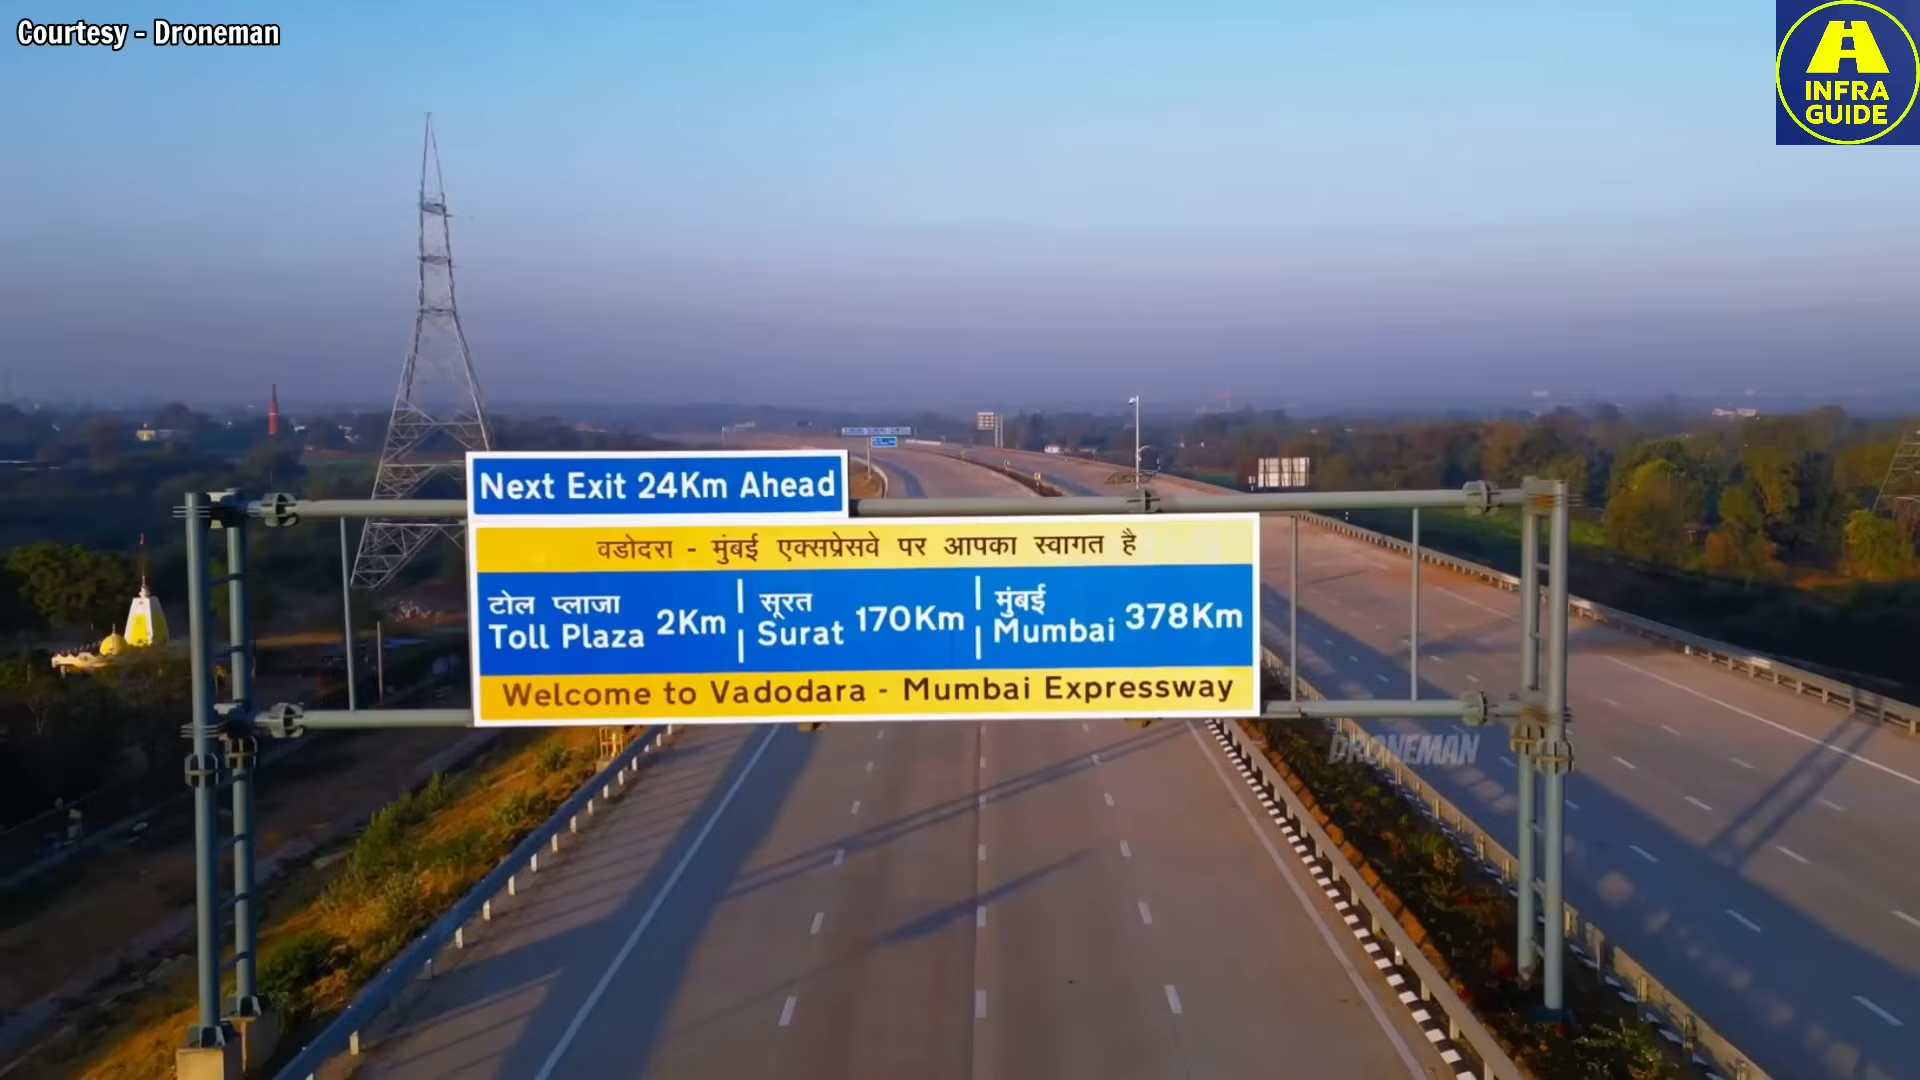 Courtesy - Droneman
INFRA
GUIDE
Next Exit 24Km Ahead
वडोदरा - मुंबई एक्सप्रेसवे पर आपका स्वागत है
टोल प्लाजा
Toll Plaza 2Km
सूरत
Surat 170Km
मुंबई
Mumbai 378Km
Welcome to Vadodara - Mumbai Expressway
DRONEMAN